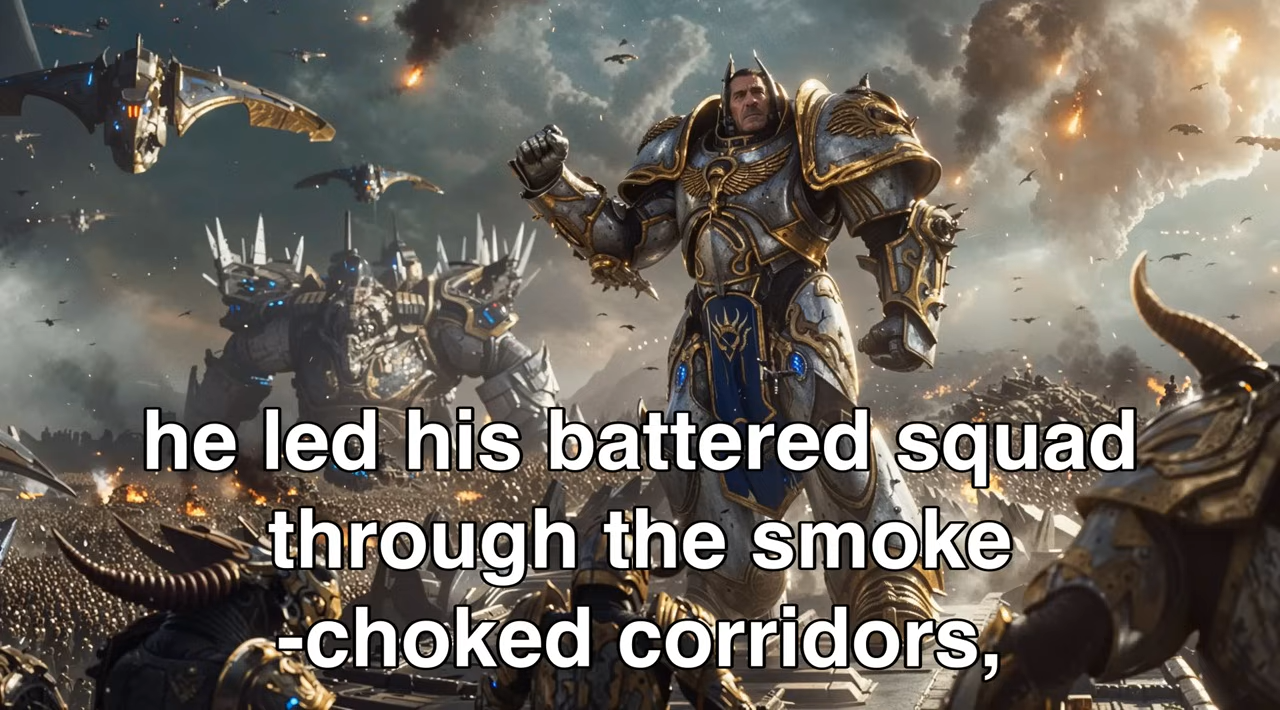 he led his battered squad
through the smoke
-choked corridors,